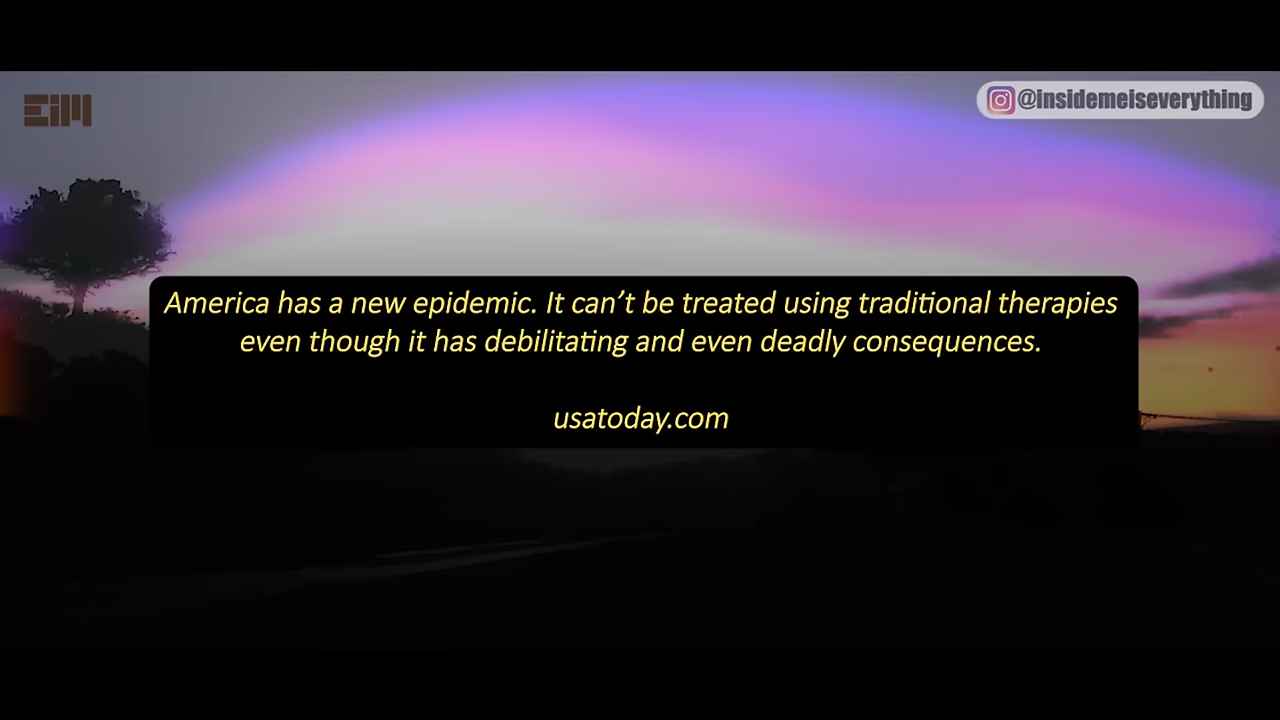 EiM
@insidemeiseverything
America has a new epidemic. It can’t be treated using traditional therapies
even though it has debilitating and even deadly consequences.
usatoday.com